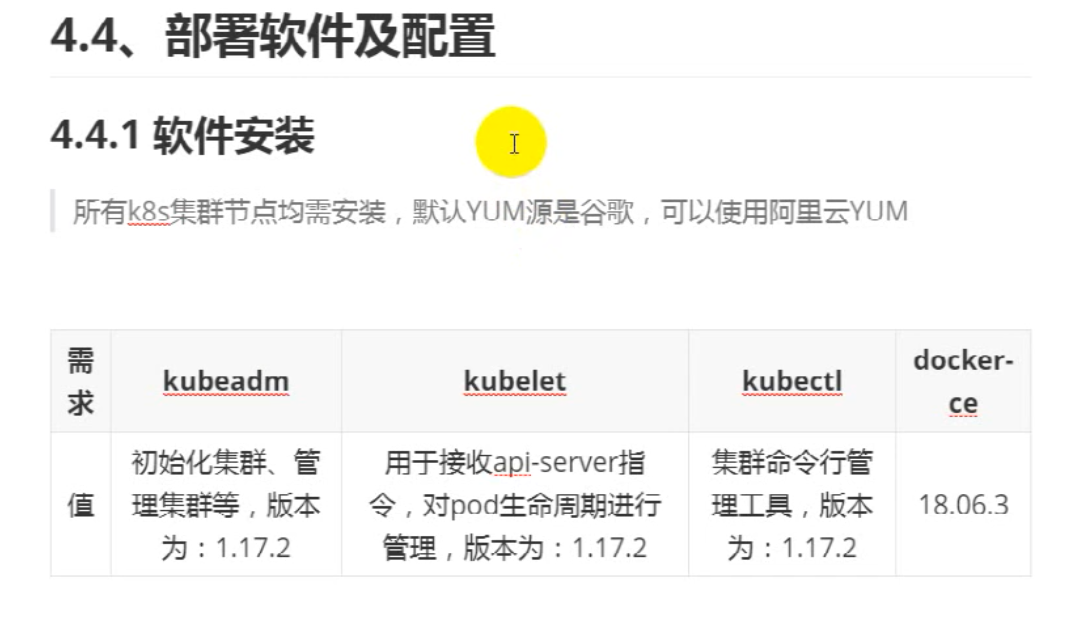 4.4、部署软件及配置
4.4.1 软件安装
所有k8s集群节点均需安装，默认YUM源是谷歌，可以使用阿里云YUM
需
求
kubeadm
kubelet
kubectl
docker-
ce
值
初始化集群、管
理集群等，版本
为：1.17.2
用于接收api-server指
令，对pod生命周期进行
管理，版本为：1.17.2
集群命令行管
理工具，版本
为：1.17.2
18.06.3